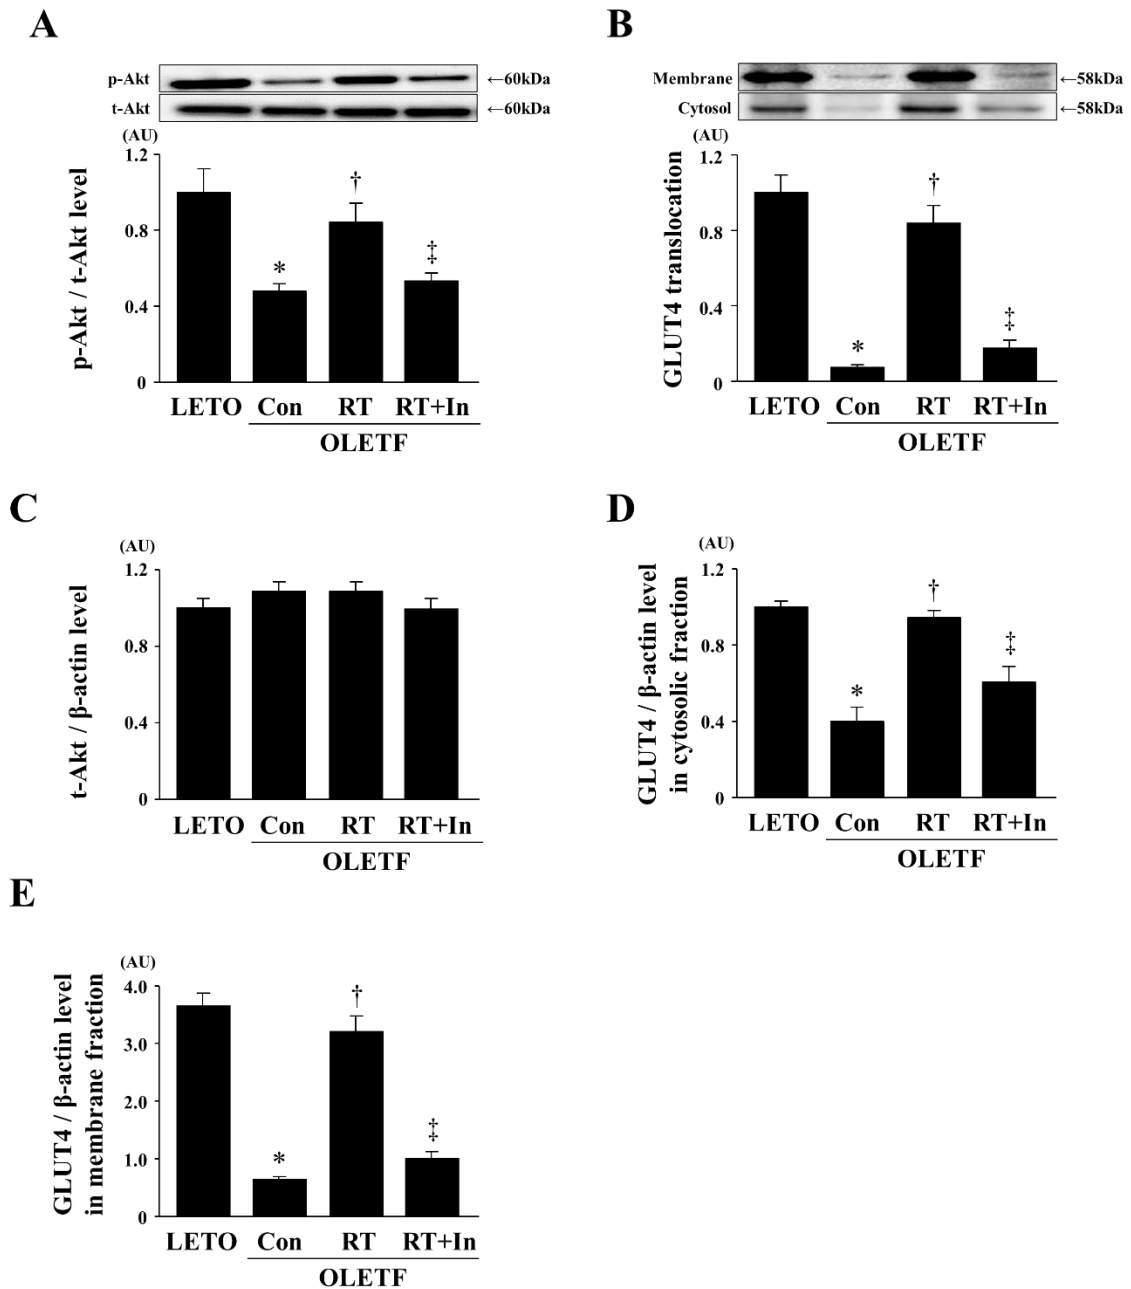 A
p-Akt
←60kDa
t-Akt
←60kDa
(AU)
p-Akt / t-Akt level
1.2
0.8
0.4
0
*
†
‡
LETO Con RT RT+In
OLETF
B
Membrane
←58kDa
Cytosol
←58kDa
(AU)
GLUT4 translocation
1.2
0.8
0.4
0
*
†
‡
LETO Con RT RT+In
OLETF
C
(AU)
t-Akt / β-actin level
1.2
0.8
0.4
0
LETO Con RT RT+In
OLETF
D
(AU)
GLUT4 / β-actin level
in cytosolic fraction
1.2
0.8
0.4
0
*
†
‡
LETO Con RT RT+In
OLETF
E
(AU)
GLUT4 / β-actin level
in membrane fraction
4.0
3.0
2.0
1.0
0
*
†
‡
LETO Con RT RT+In
OLETF